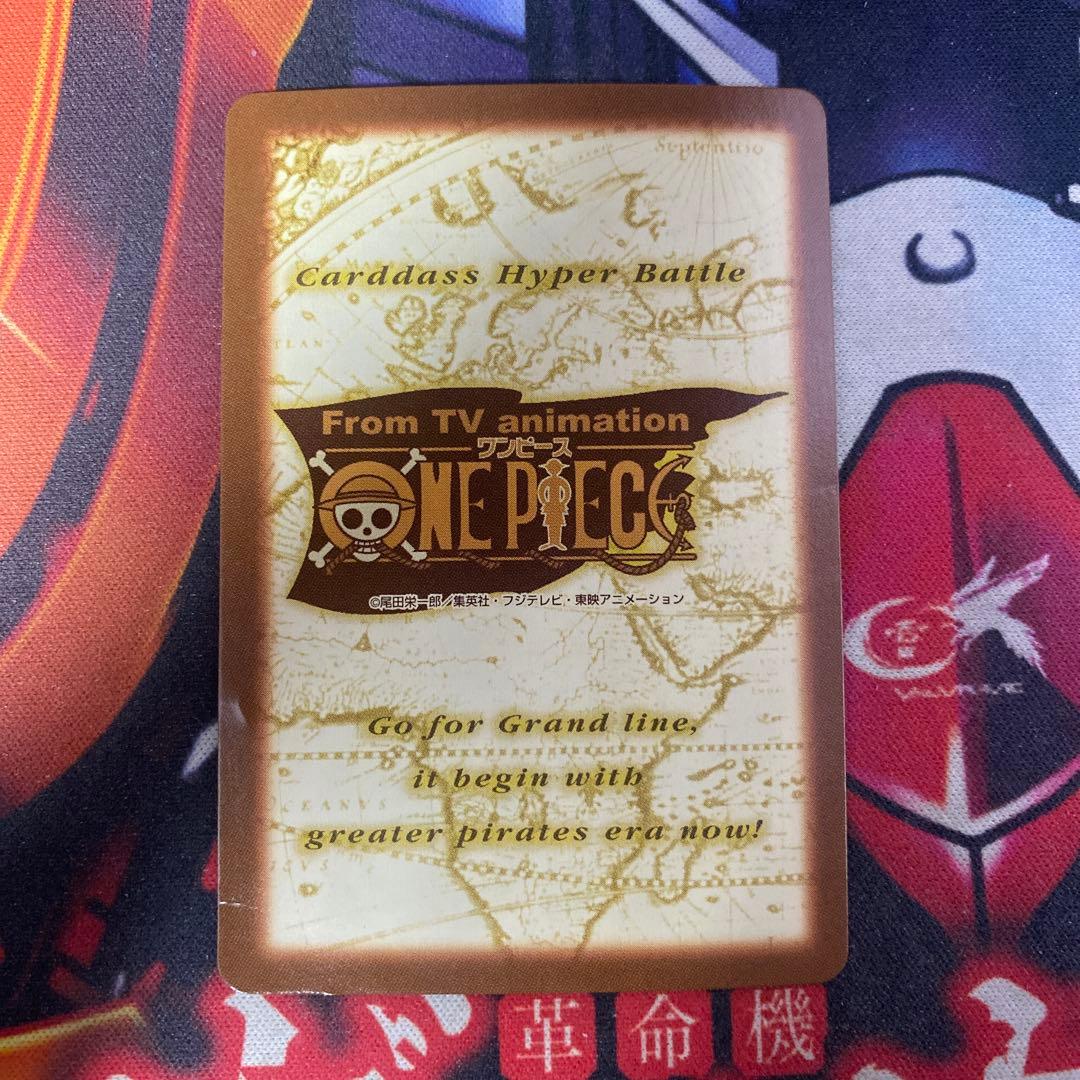 Septentrio
Carddass Hyper Battle
From TV animation
ワンピース
ONE PIECE
©尾田栄一郎／集英社・フジテレビ・東映アニメーション
Go for Grand line,
it begin with
OCEANVS
greater pirates era now!
VALVRAVE
革命機